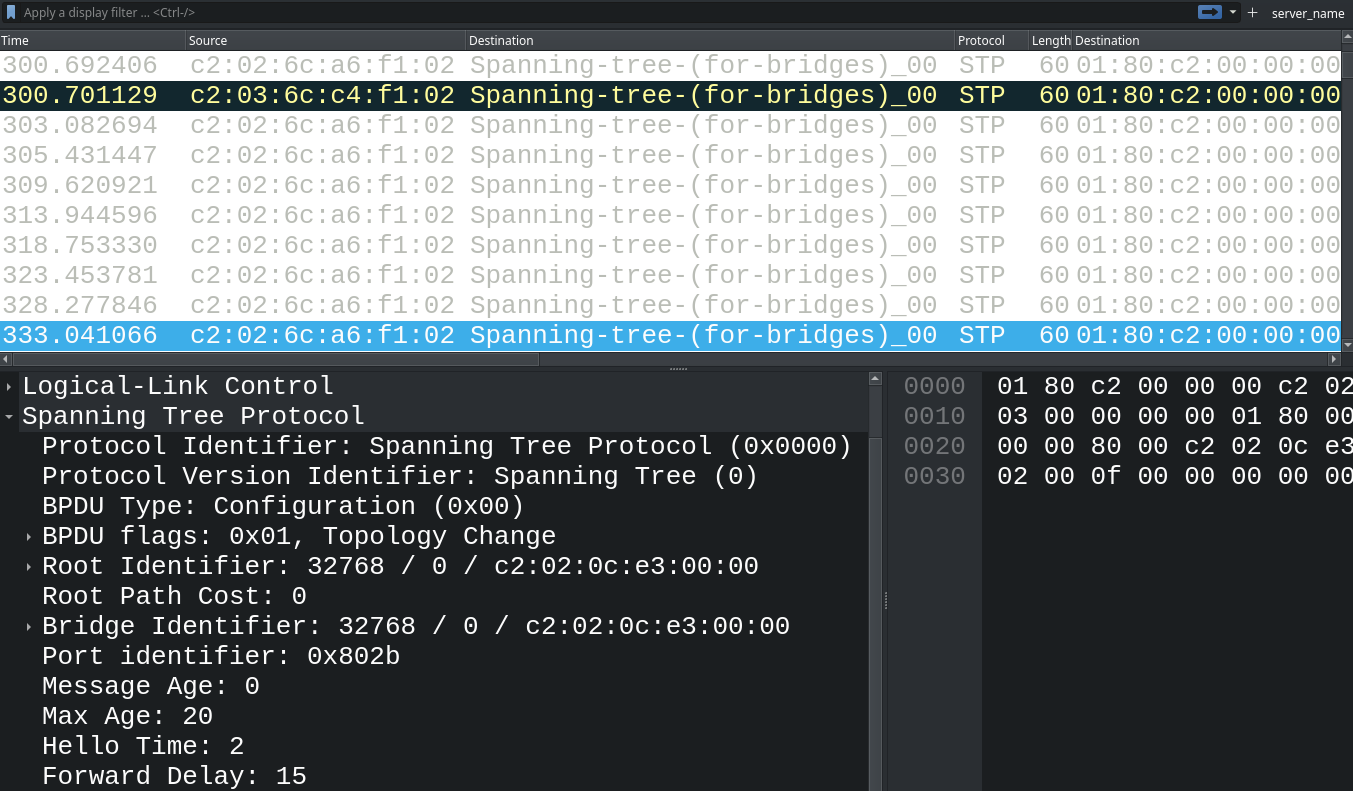 Apply a display filter ... <Ctrl-/> + server_name
Time Source Destination Protocol Length Destination
300.692406 c2:02:6c:a6:f1:02 Spanning-tree-(for-bridges)_00 STP 60 01:80:c2:00:00:00
300.701129 c2:03:6c:c4:f1:02 Spanning-tree-(for-bridges)_00 STP 60 01:80:c2:00:00:00
303.082694 c2:02:6c:a6:f1:02 Spanning-tree-(for-bridges)_00 STP 60 01:80:c2:00:00:00
305.431447 c2:02:6c:a6:f1:02 Spanning-tree-(for-bridges)_00 STP 60 01:80:c2:00:00:00
309.620921 c2:02:6c:a6:f1:02 Spanning-tree-(for-bridges)_00 STP 60 01:80:c2:00:00:00
313.944596 c2:02:6c:a6:f1:02 Spanning-tree-(for-bridges)_00 STP 60 01:80:c2:00:00:00
318.753330 c2:02:6c:a6:f1:02 Spanning-tree-(for-bridges)_00 STP 60 01:80:c2:00:00:00
323.453781 c2:02:6c:a6:f1:02 Spanning-tree-(for-bridges)_00 STP 60 01:80:c2:00:00:00
328.277846 c2:02:6c:a6:f1:02 Spanning-tree-(for-bridges)_00 STP 60 01:80:c2:00:00:00
333.041066 c2:02:6c:a6:f1:02 Spanning-tree-(for-bridges)_00 STP 60 01:80:c2:00:00:00
Logical-Link Control
Spanning Tree Protocol
Protocol Identifier: Spanning Tree Protocol (0x0000)
Protocol Version Identifier: Spanning Tree (0)
BPDU Type: Configuration (0x00)
BPDU flags: 0x01, Topology Change
Root Identifier: 32768 / 0 / c2:02:0c:e3:00:00
Root Path Cost: 0
Bridge Identifier: 32768 / 0 / c2:02:0c:e3:00:00
Port identifier: 0x802b
Message Age: 0
Max Age: 20
Hello Time: 2
Forward Delay: 15
0000 01 80 c2 00 00 00 c2 02
0010 03 00 00 00 00 01 80 00
0020 00 00 80 00 c2 02 0c e3
0030 02 00 0f 00 00 00 00 00